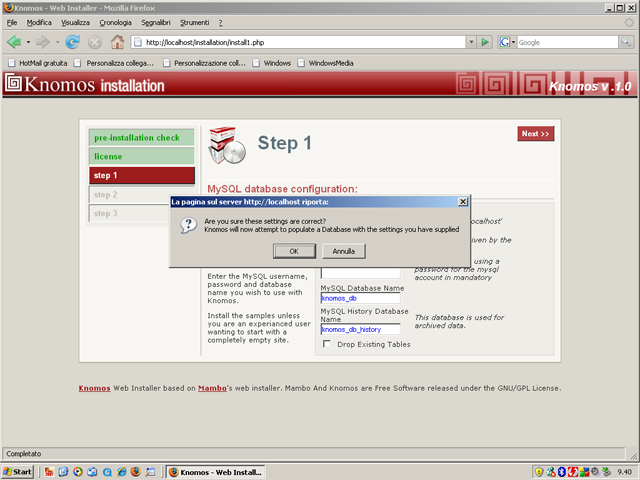 Knomos - Web Installer - Mozilla Firefox
File Modifica Visualizza Cronologia Segnalibri Strumenti ?
http://localhost/installation/install1.php
Google
HotMail gratuita Personalizza collega... Personalizzazione coll... Windows WindowsMedia
Knomos installation
Knomos v .1.0
pre-installation check
license
step 1
step 2
step 3
Step 1
Next >>
MySQL database configuration:
La pagina sul server http://localhost riporta:
Are you sure these settings are correct?
Knomos will now attempt to populate a Database with the settings you have supplied
OK Annulla
localhost'
iven by the
using a
password for the mysql
account in mandatory
Enter the MySQL username,
password and database
name you wish to use with
Knomos.
Install the samples unless
you are an experianced user
wanting to start with a
completely empty site.
MySQL Database Name
knomos_db
MySQL History Database
Name
knomos_db_history
This database is used for
archived data.
Drop Existing Tables
Knomos Web Installer based on Mambo's web installer. Mambo And Knomos are Free Software released under the GNU/GPL License.
Completato
Start
Knomos - Web Install...
9.40